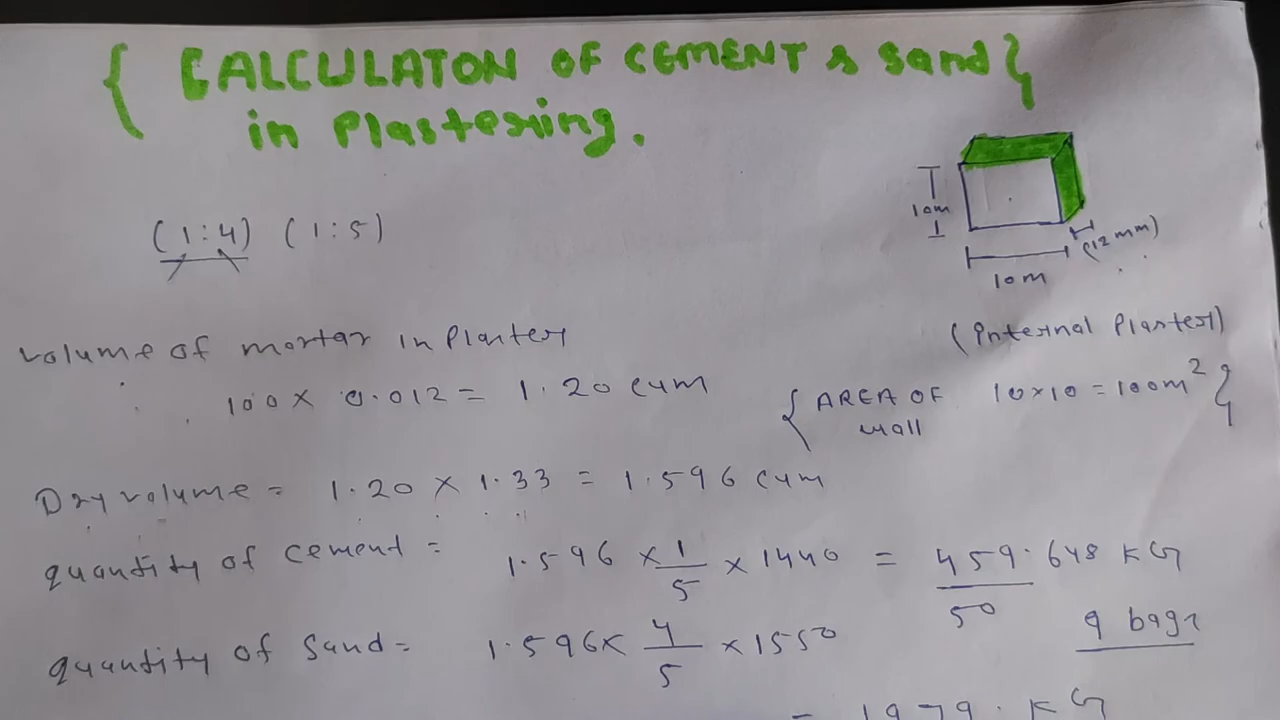 { CALCULATON OF CEMENT & Sand }
in Plastering.
(1:4) (1:5)
10m
10m
(12 mm)
(Internal Plaster)
volume of mortar in Plaster
100 X 0.012 = 1.20 cum
{ AREA OF wall 10x10 = 100m² }
Dry volume = 1.20 X 1.33 = 1.596 cum
quantity of cement = 1.596 x 1/5 x 1440 = 459.648 KG
50
9 bags
quantity of Sand = 1.596x 4/5 x 1550
= 1979. KG